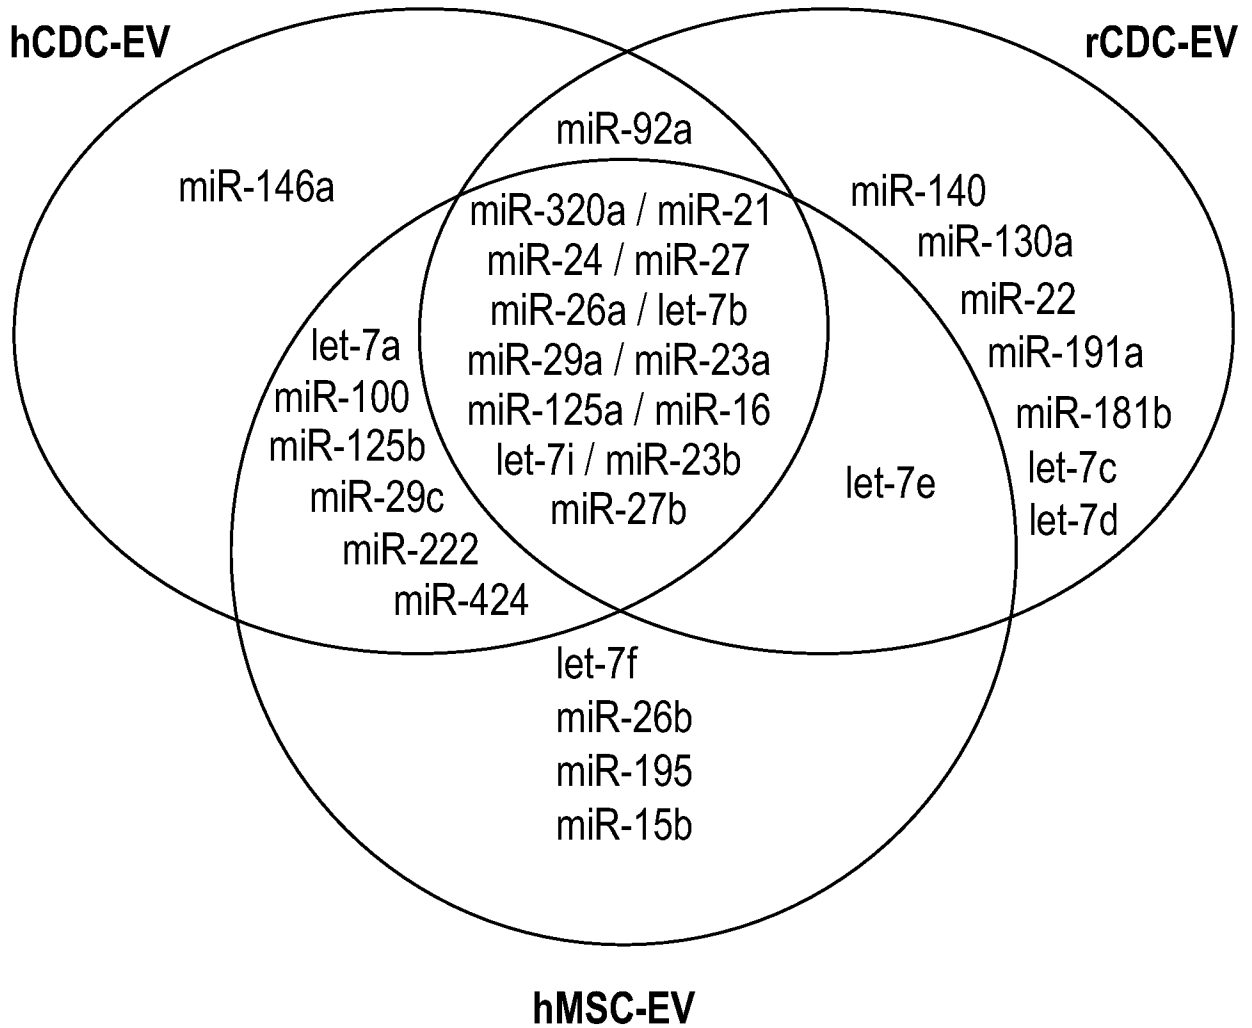 hCDC-EV
rCDC-EV
miR-92a
miR-146a
miR-320a / miR-21
miR-24 / miR-27
miR-26a / let-7b
miR-29a / miR-23a
miR-125a / miR-16
let-7i / miR-23b
miR-27b
miR-140
miR-130a
miR-22
miR-191a
miR-181b
let-7c
let-7d
let-7a
miR-100
miR-125b
miR-29c
miR-222
miR-424
let-7e
let-7f
miR-26b
miR-195
miR-15b
hMSC-EV